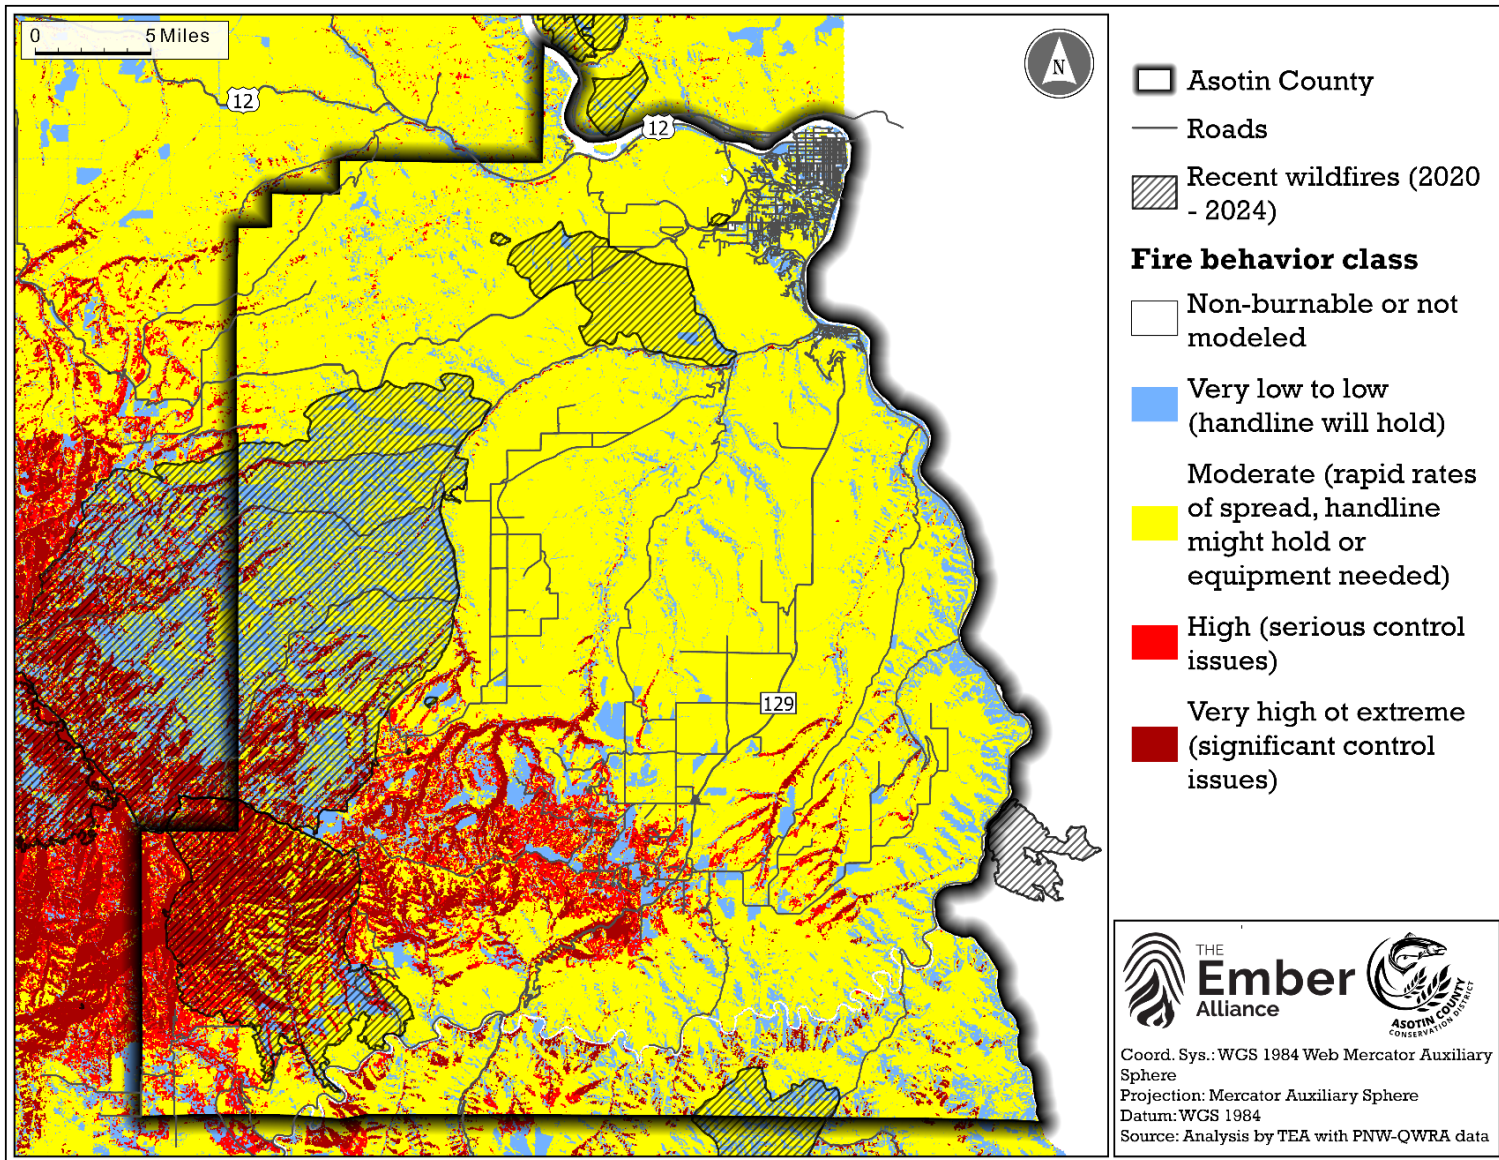 0 5 Miles
N
12
12
129
Asotin County
Roads
Recent wildfires (2020
- 2024)
Fire behavior class
Non-burnable or not
modeled
Very low to low
(handline will hold)
Moderate (rapid rates
of spread, handline
might hold or
equipment needed)
High (serious control
issues)
Very high ot extreme
(significant control
issues)
THE
Ember
Alliance
ASOTIN COUNTY
CONSERVATION DISTRICT
Coord. Sys.: WGS 1984 Web Mercator Auxiliary
Sphere
Projection: Mercator Auxiliary Sphere
Datum: WGS 1984
Source: Analysis by TEA with PNW-QWRA data